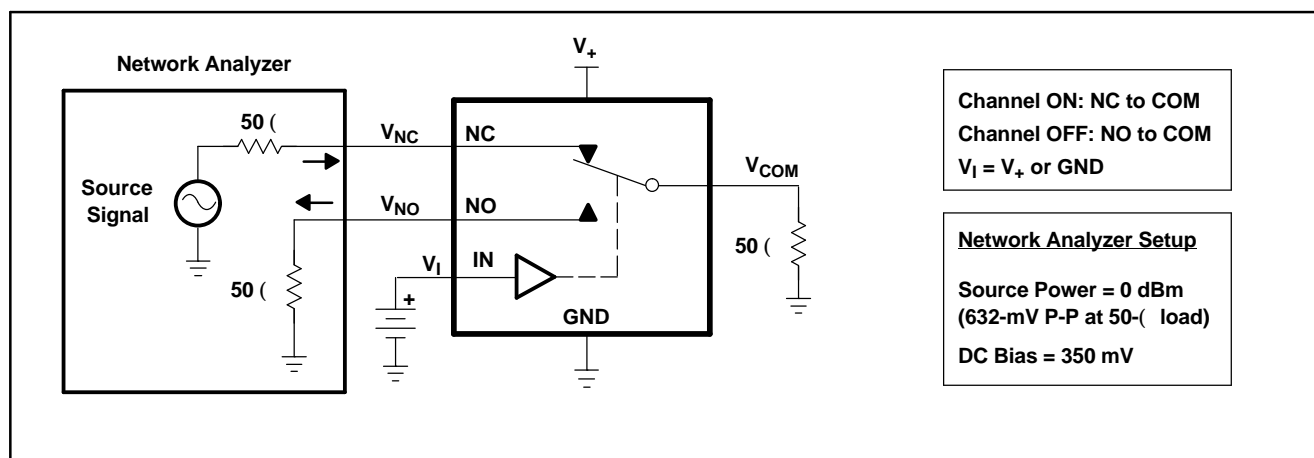 V+
Network Analyzer
50 (
VNC
NC
Source
Signal
VNO
NO
50 (
VI
IN
+
GND
VCOM
50 (
Channel ON: NC to COM
Channel OFF: NO to COM
VI = V+ or GND
Network Analyzer Setup
Source Power = 0 dBm
(632-mV P-P at 50-( load)
DC Bias = 350 mV